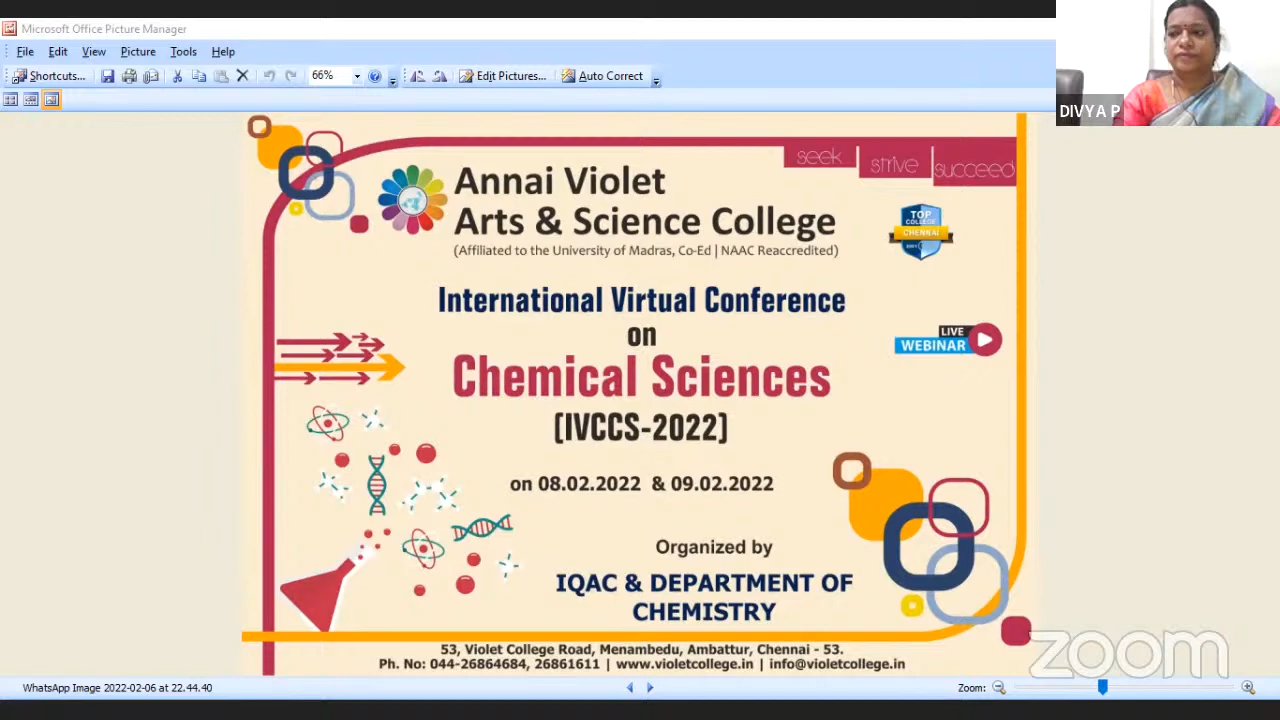 Microsoft Office Picture Manager
File Edit View Picture Tools Help
Shortcuts... 66% Edit Pictures... Auto Correct
DIVYA P
seek strive succeed
Annai Violet
Arts & Science College
(Affiliated to the University of Madras, Co-Ed | NAAC Reaccredited)
TOP
COLLEGE
CHENNAI
International Virtual Conference
on
LIVE
WEBINAR
Chemical Sciences
[IVCCS-2022]
on 08.02.2022 & 09.02.2022
Organized by
IQAC & DEPARTMENT OF
CHEMISTRY
53, Violet College Road, Menambedu, Ambattur, Chennai - 53.
Ph. No: 044-26864684, 26861611 | www.violetcollege.in | info@violetcollege.in
zoom
WhatsApp Image 2022-02-06 at 22.44.40
Zoom: